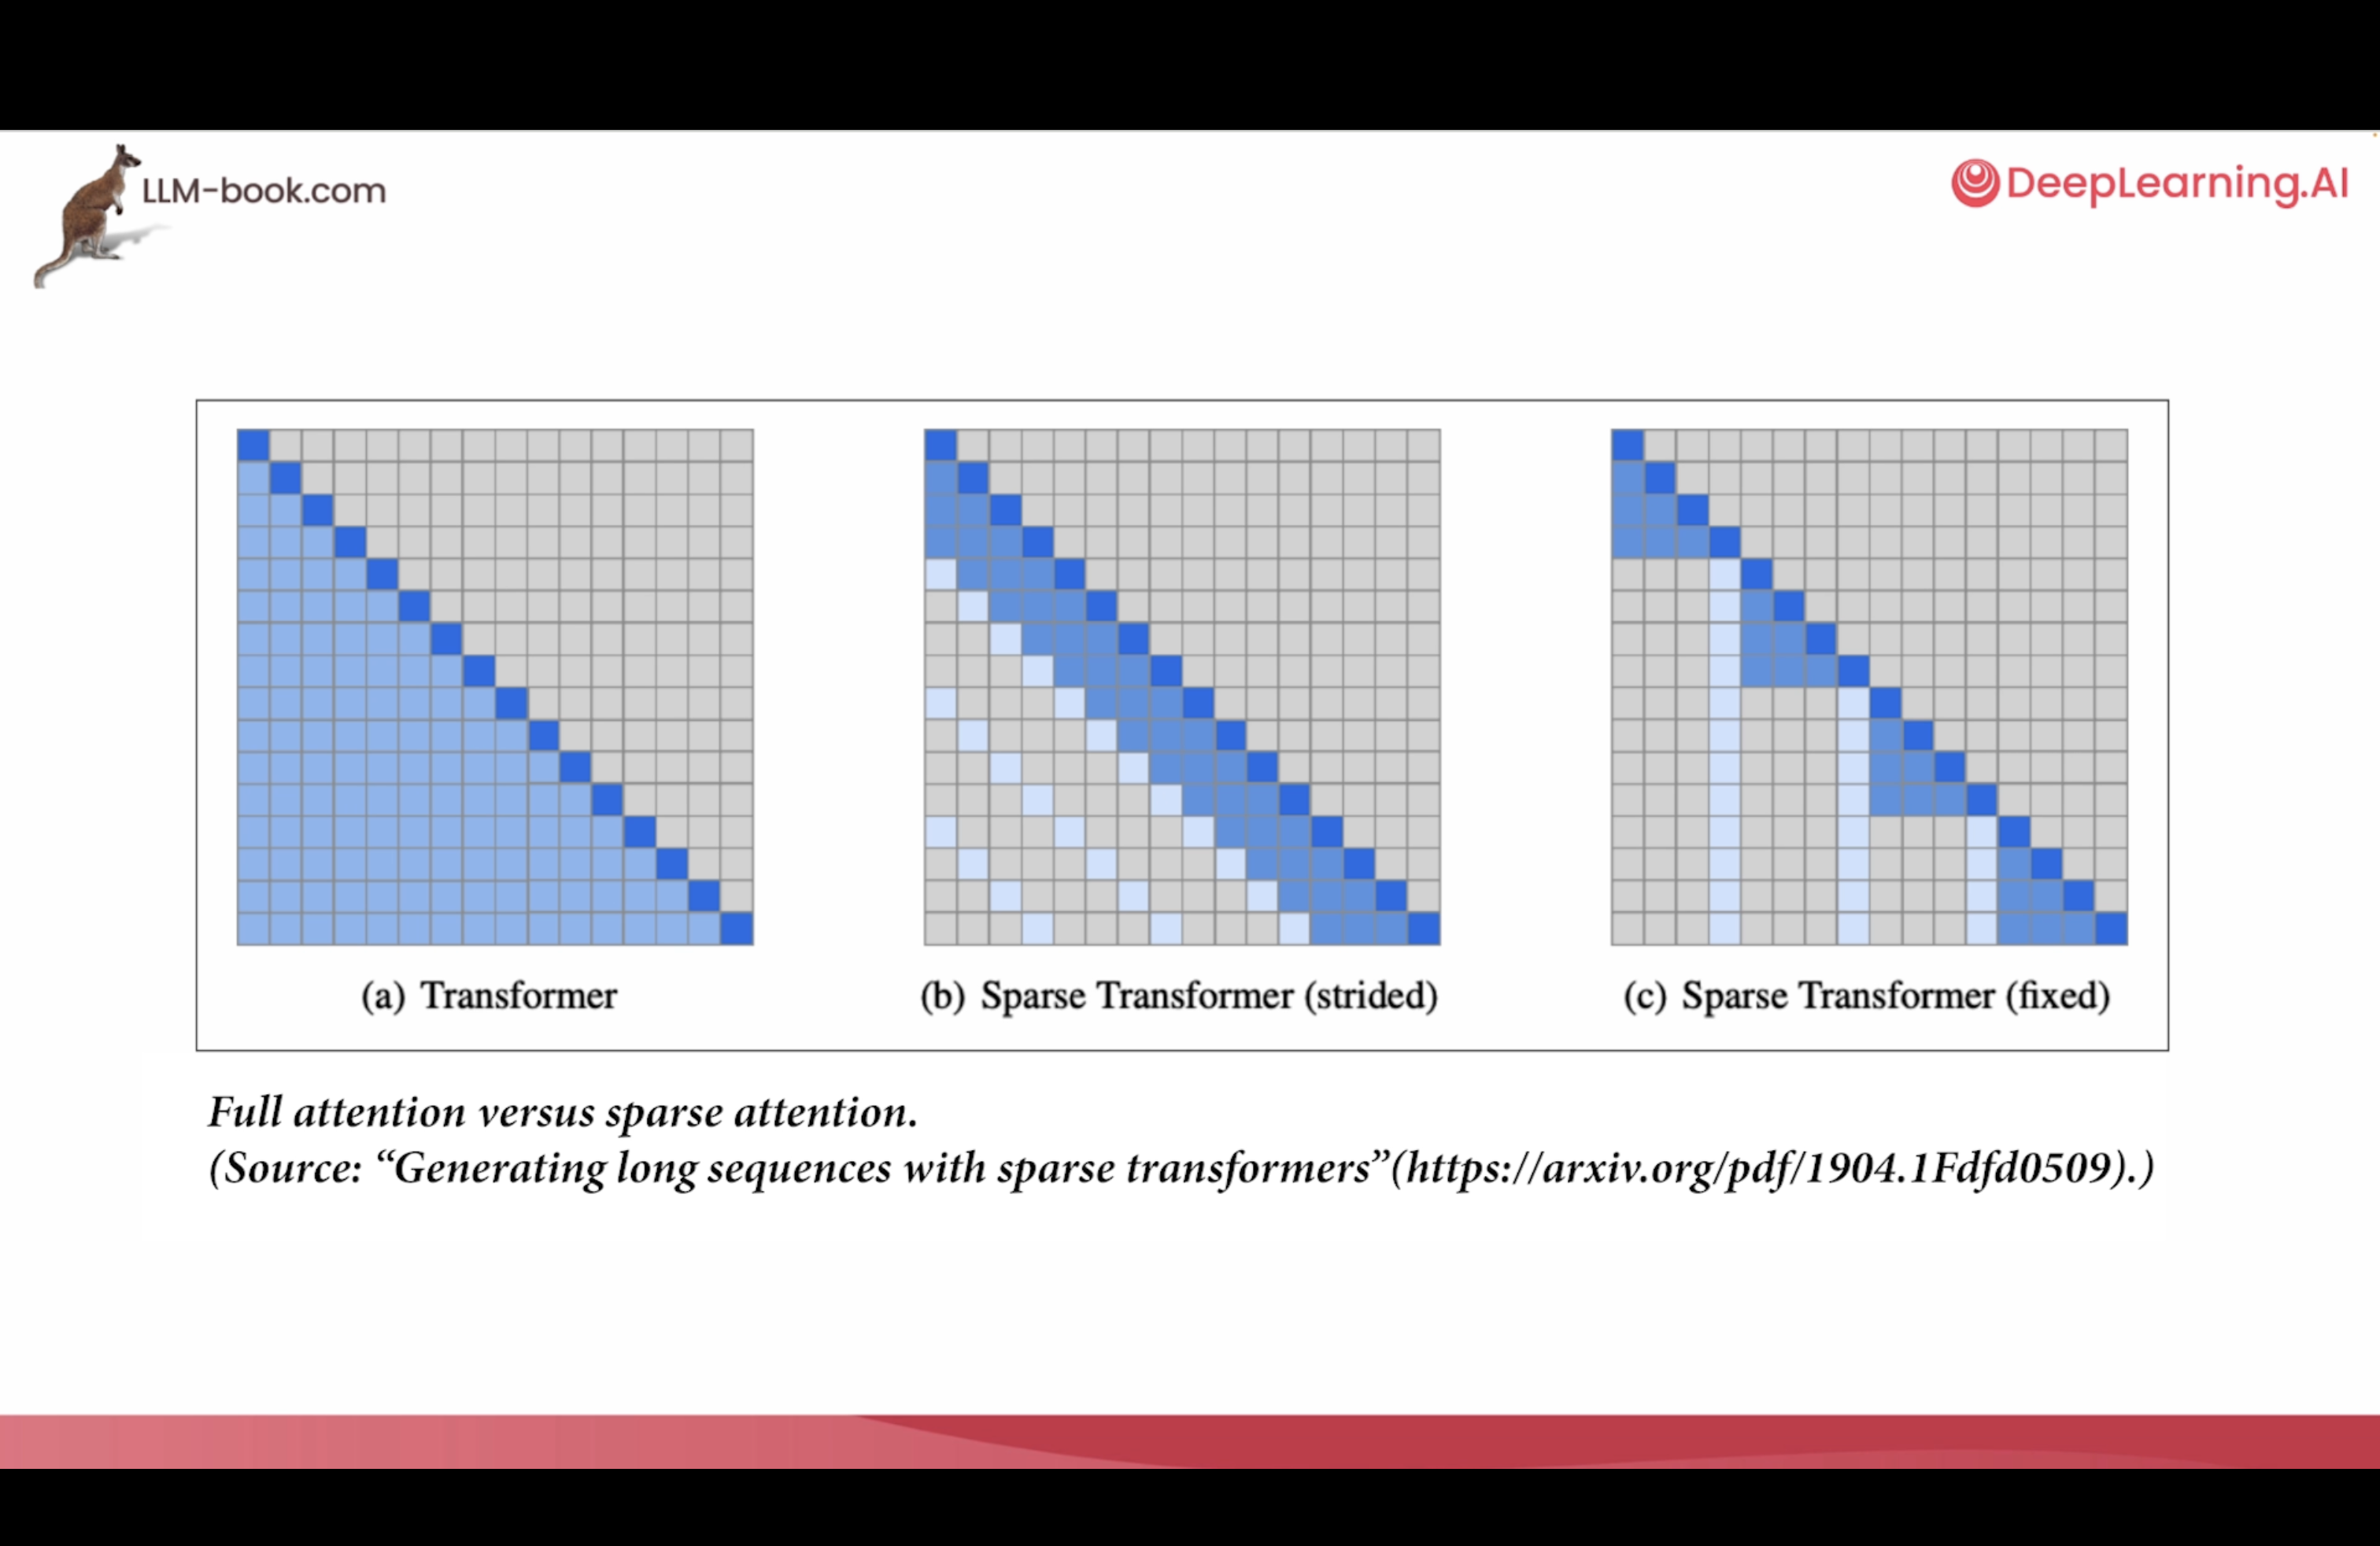 LLM-book.com
DeepLearning.AI
(a) Transformer
(b) Sparse Transformer (strided)
(c) Sparse Transformer (fixed)
Full attention versus sparse attention.
(Source: “Generating long sequences with sparse transformers”(https://arxiv.org/pdf/1904.1Fdfd0509).)